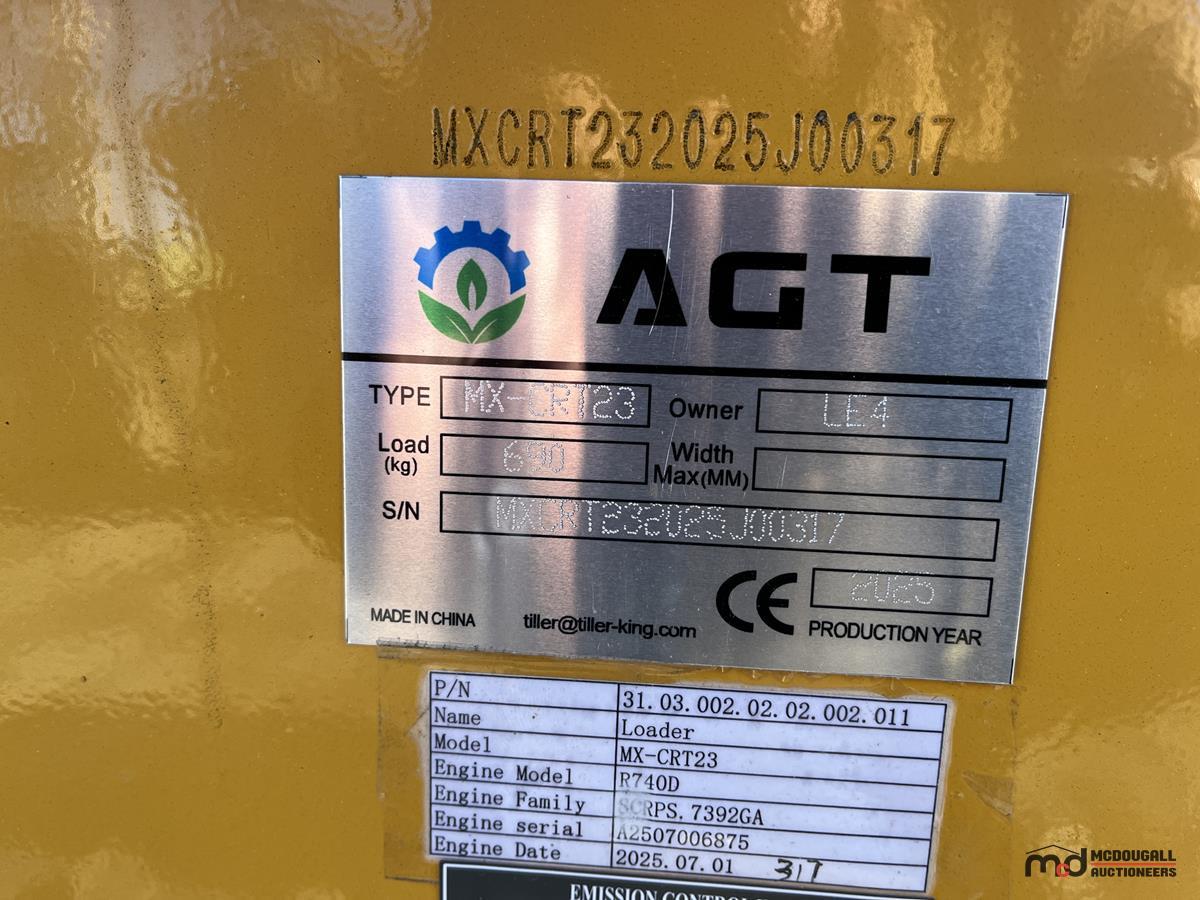 MXCRT232025J00317
AGT
TYPE MX-CRT23 Owner LE4
Load (kg) 690 Width Max(MM)
S/N MXCRT232025J00317
MADE IN CHINA tiller@tiller-king.com CE 2025
PRODUCTION YEAR
P/N 31.03.002.02.02.002.011
Name Loader
Model MX-CRT23
Engine Model R740D
Engine Family SCRPS.7392GA
Engine serial A2507006875
Engine Date 2025.07.01 317
EMISSION
md MCDOUGALL
AUCTIONEERS